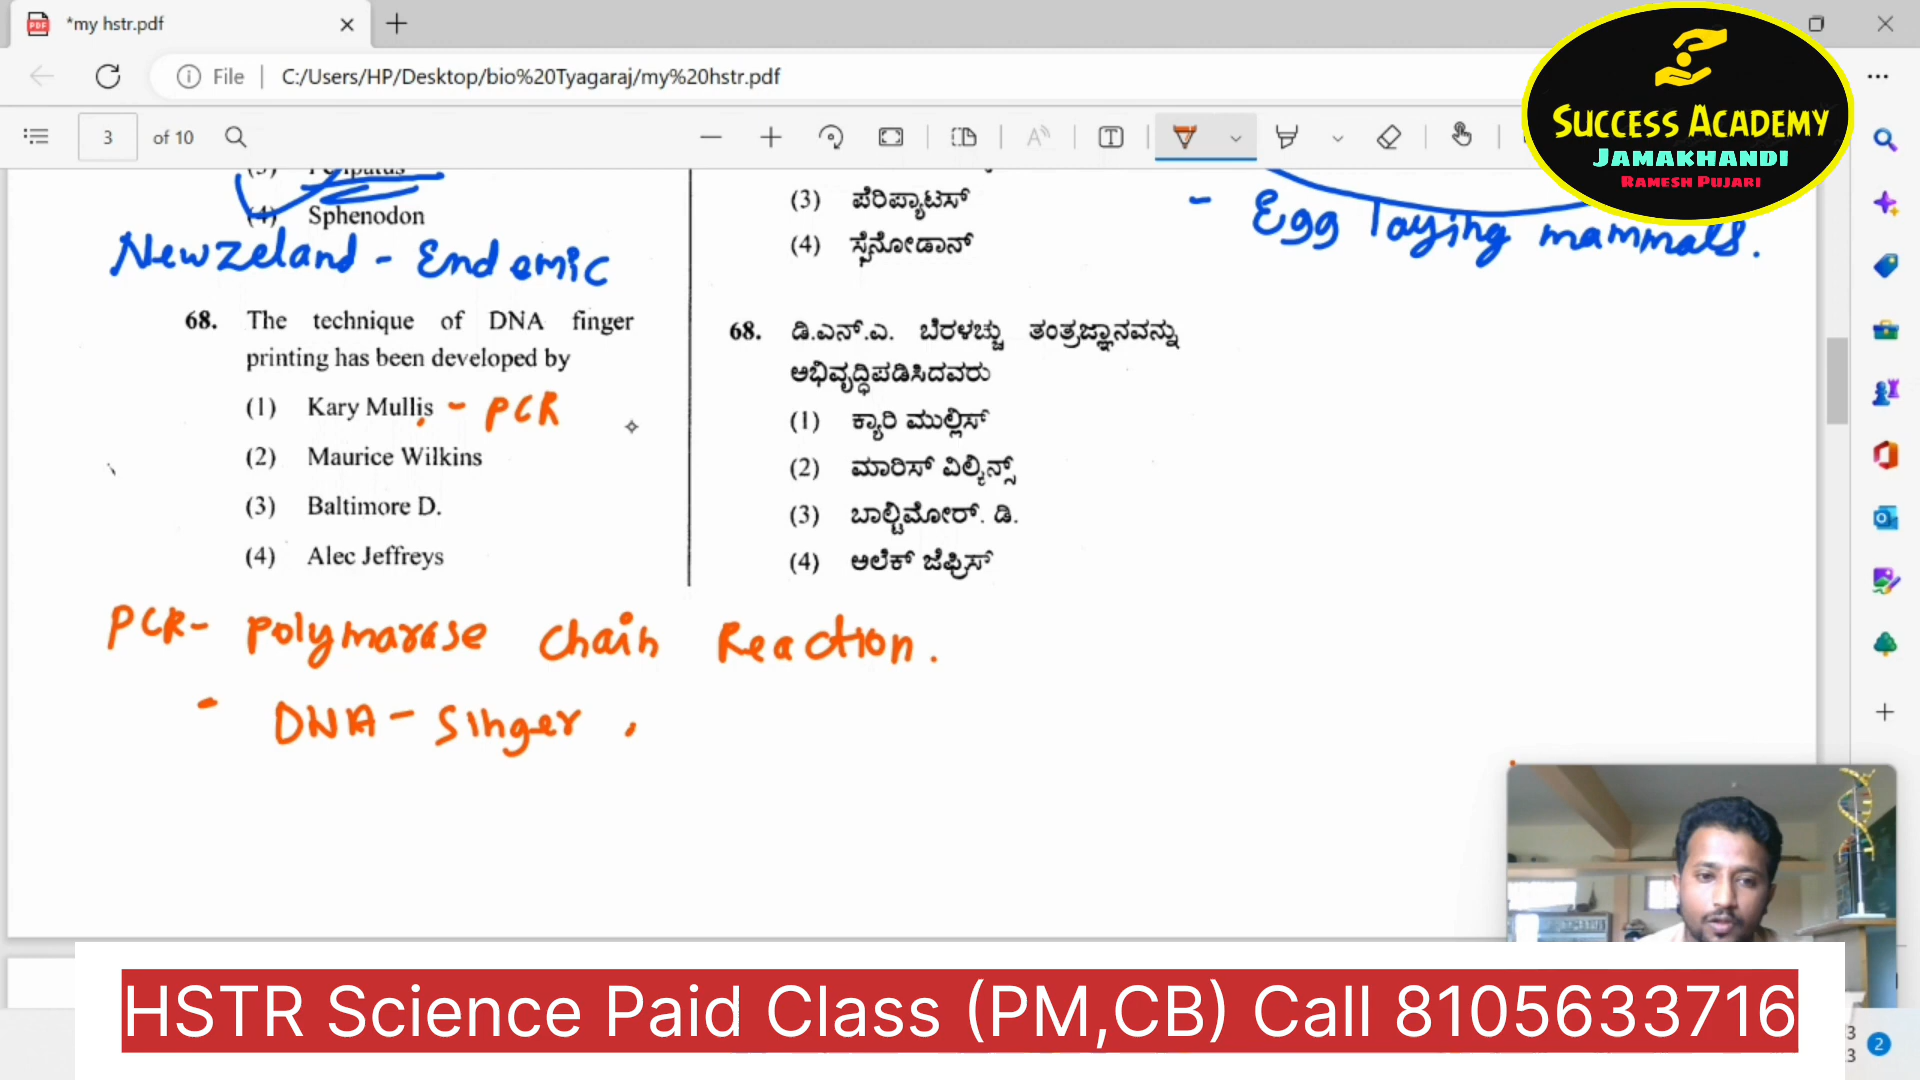 *my hstr.pdf
File
C:/Users/HP/Desktop/bio%20Tyagaraj/my%20hstr.pdf
3 of 10
SUCCESS ACADEMY
JAMAKHANDI
RAMESH PUJARI
(4) Sphenodon
Newzeland - Endemic
(3) ಪೆರಿಪ್ಯಾಟಸ್
(4) ಸ್ಫೆನೋಡಾನ್
- Egg laying mammals.
68. The technique of DNA finger
printing has been developed by
(1) Kary Mullis - PCR
(2) Maurice Wilkins
(3) Baltimore D.
(4) Alec Jeffreys
68. ಡಿ.ಎನ್.ಎ. ಬೆರಳಚ್ಚು ತಂತ್ರಜ್ಞಾನವನ್ನು
ಅಭಿವೃದ್ಧಿಪಡಿಸಿದವರು
(1) ಕ್ಯಾರಿ ಮುಲ್ಲಿಸ್
(2) ಮಾರಿಸ್ ವಿಲ್ಕಿನ್ಸ್
(3) ಬಾಲ್ಟಿಮೋರ್. ಡಿ.
(4) ಅಲೆಕ್ ಜೆಫ್ರಿಸ್
PCR- Polymarase Chain Reaction.
- DNA - Singer
HSTR Science Paid Class (PM,CB) Call 8105633716
2